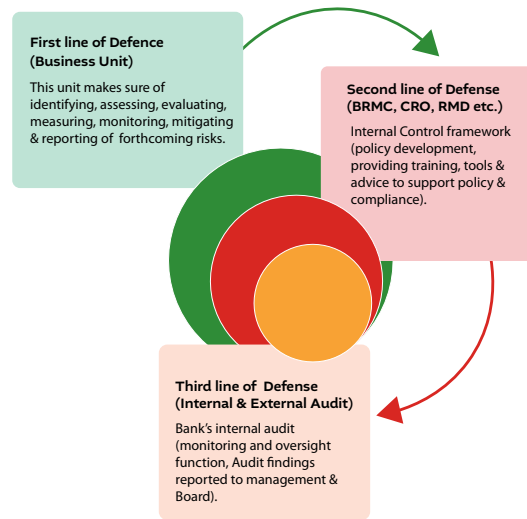 First line of Defence
(Business Unit)
This unit makes sure of
identifying, assessing, evaluating,
measuring, monitoring, mitigating
& reporting of forthcoming risks.
Second line of Defense
(BRMC, CRO, RMD etc.)
Internal Control framework
(policy development,
providing training, tools &
advice to support policy &
compliance).
Third line of Defense
(Internal & External Audit)
Bank's internal audit
(monitoring and oversight
function, Audit findings
reported to management &
Board).